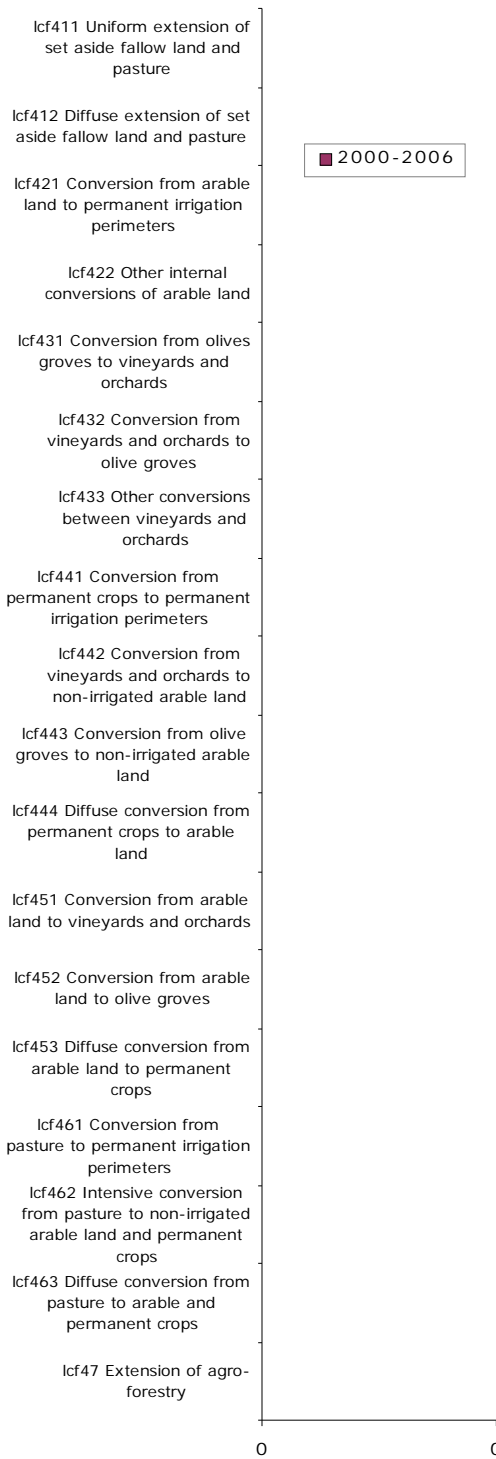 lcf411 Uniform extension of
set aside fallow land and
pasture
lcf412 Diffuse extension of set
aside fallow land and pasture
2000-2006
lcf421 Conversion from arable
land to permanent irrigation
perimeters
lcf422 Other internal
conversions of arable land
lcf431 Conversion from olives
groves to vineyards and
orchards
lcf432 Conversion from
vineyards and orchards to
olive groves
lcf433 Other conversions
between vineyards and
orchards
lcf441 Conversion from
permanent crops to permanent
irrigation perimeters
lcf442 Conversion from
vineyards and orchards to
non-irrigated arable land
lcf443 Conversion from olive
groves to non-irrigated arable
land
lcf444 Diffuse conversion from
permanent crops to arable
land
lcf451 Conversion from arable
land to vineyards and orchards
lcf452 Conversion from arable
land to olive groves
lcf453 Diffuse conversion from
arable land to permanent
crops
lcf461 Conversion from
pasture to permanent irrigation
perimeters
lcf462 Intensive conversion
from pasture to non-irrigated
arable land and permanent
crops
lcf463 Diffuse conversion from
pasture to arable and
permanent crops
lcf47 Extension of agro-
forestry
0 0